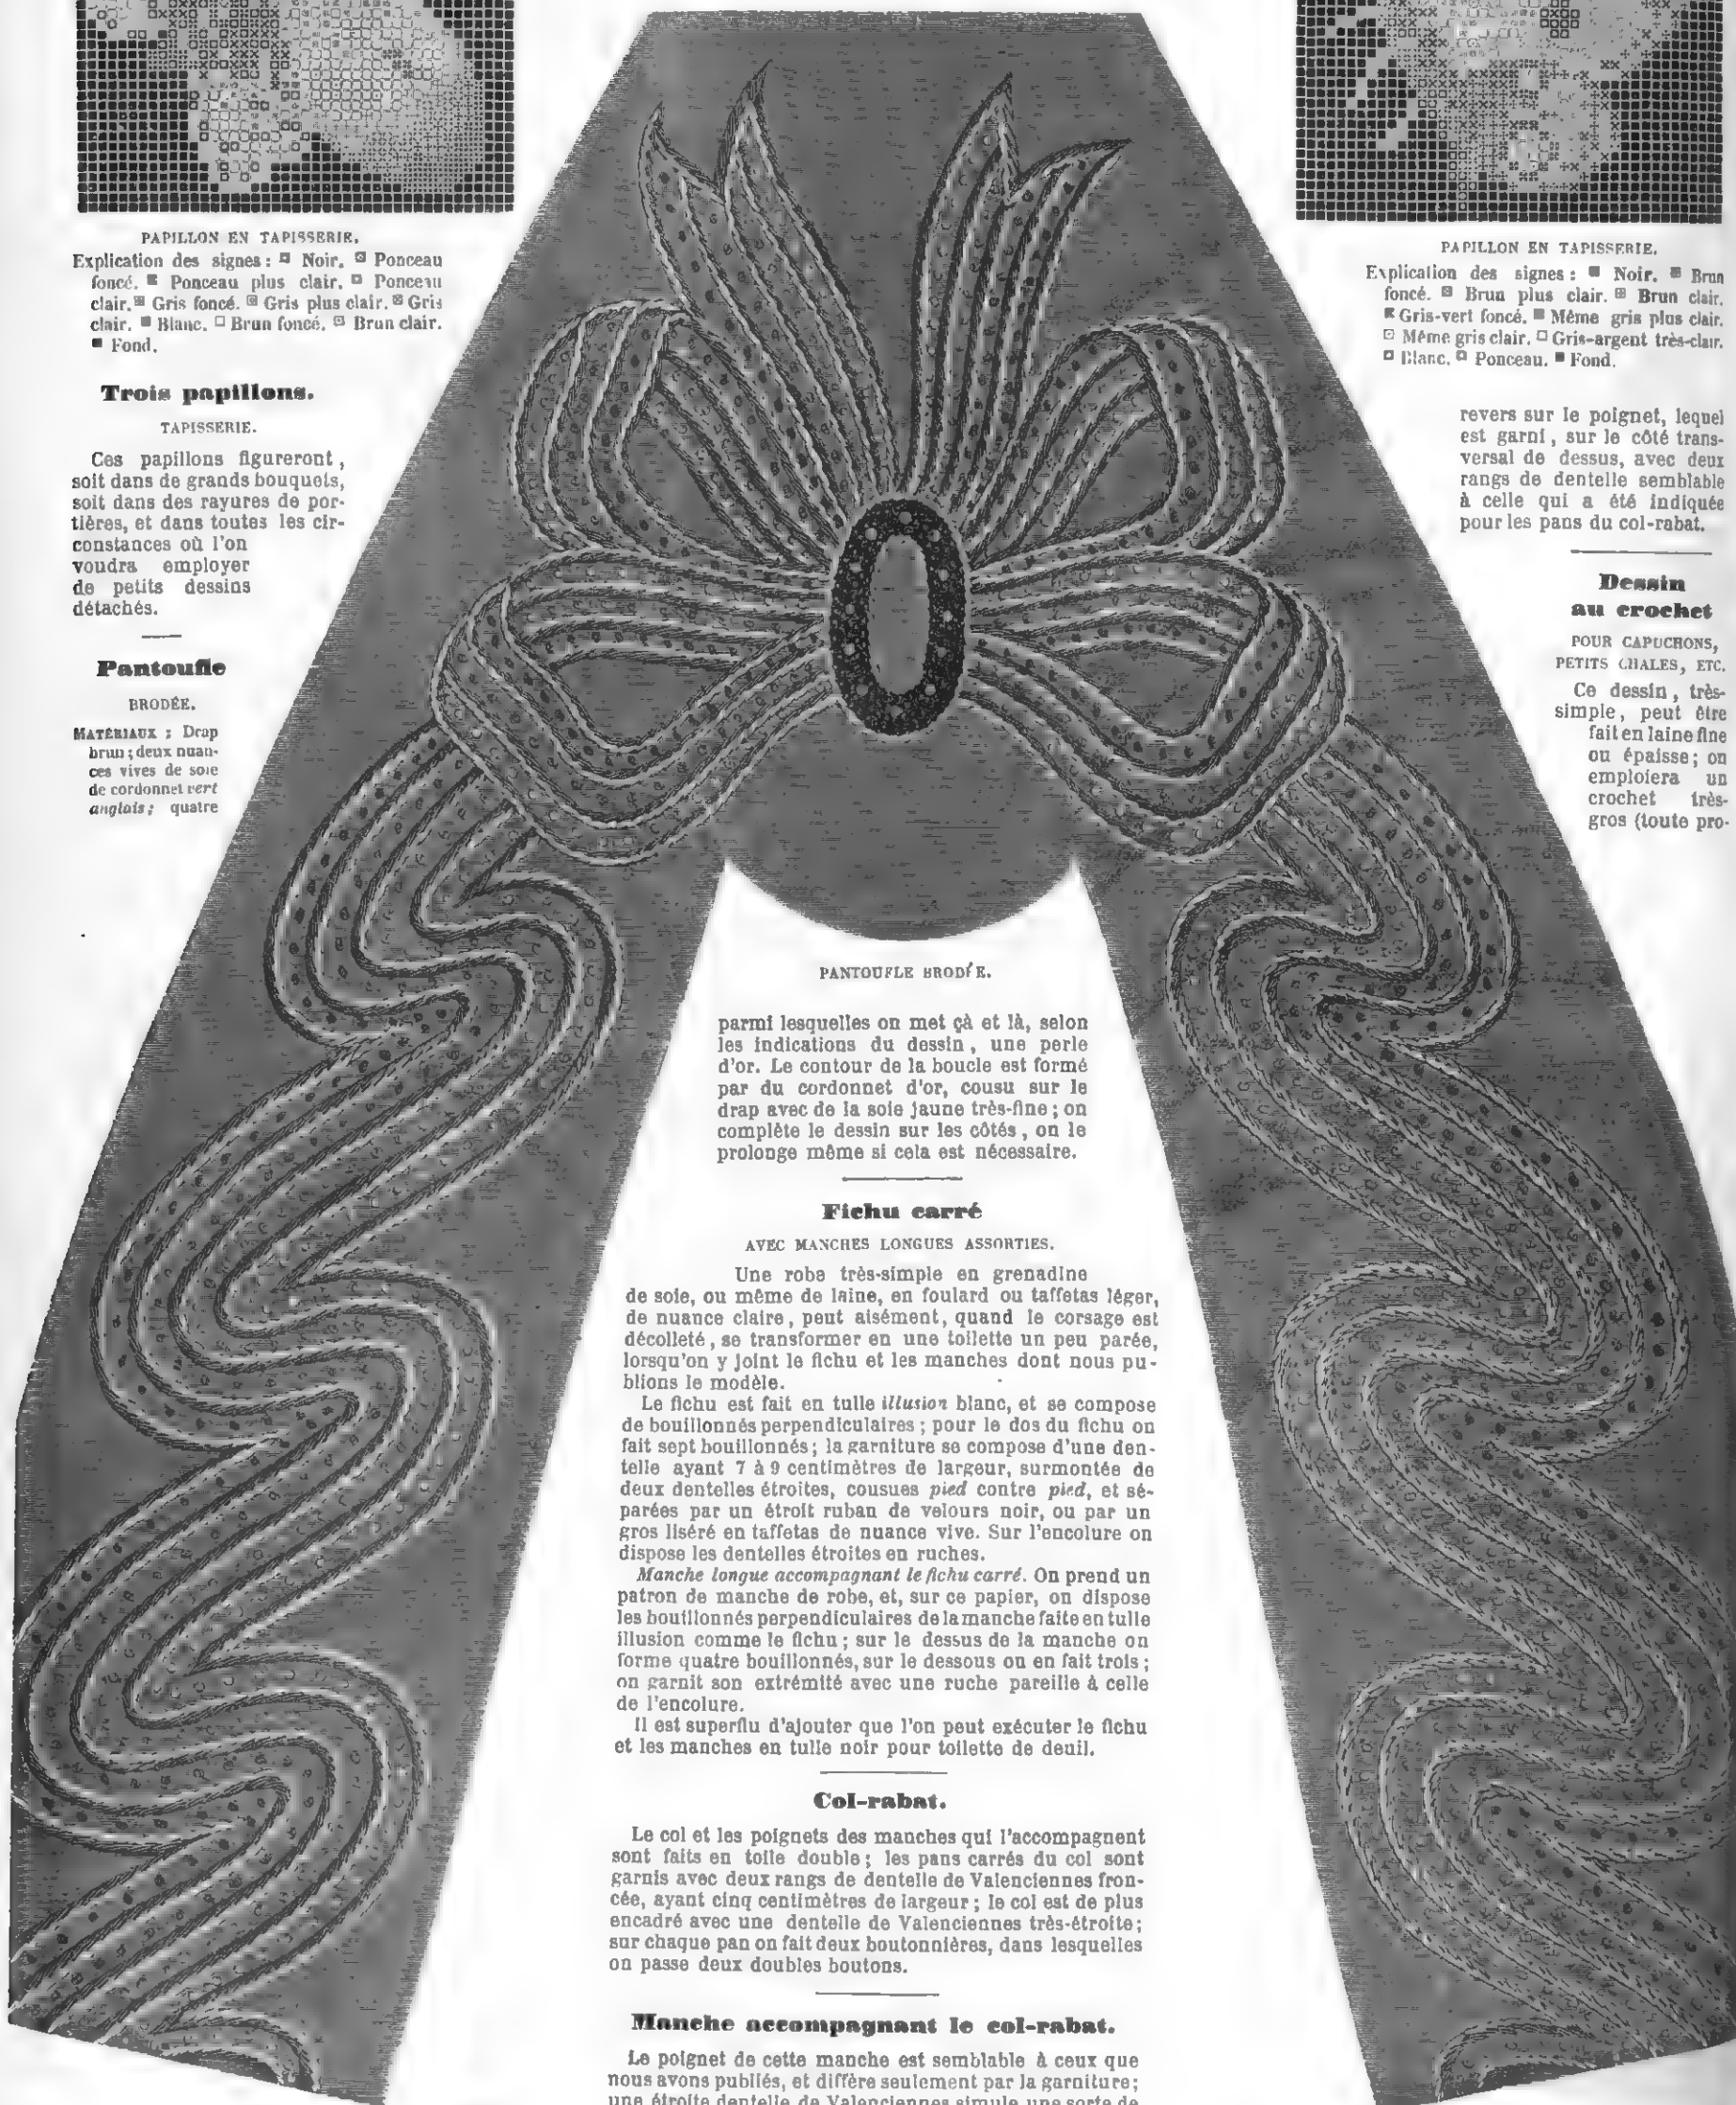 PAPILLON EN TAPISSERIE.
Explication des signes : Noir. Ponceau
foncé. Ponceau plus clair. Ponceau
clair. Gris foncé. Gris plus clair. Gris
clair. Blanc. Brun foncé. Brun clair.
Fond.
Trois papillons.
TAPISSERIE.
Ces papillons figureront,
soit dans de grands bouquets,
soit dans des rayures de por-
tières, et dans toutes les cir-
constances où l'on
voudra employer
de petits dessins
détachés.
Pantoufle
BRODÉE.
MATÉRIAUX : Drap
brun ; deux nuan-
ces vives de soie
de cordonnet vert
anglais ; quatre
PANTOUFLE BRODÉE.
parmi lesquelles on met çà et là, selon
les indications du dessin, une perle
d'or. Le contour de la boucle est formé
par du cordonnet d'or, cousu sur le
drap avec de la soie jaune très-fine ; on
complète le dessin sur les côtés, on le
prolonge même si cela est nécessaire.
Fichu carré
AVEC MANCHES LONGUES ASSORTIES.
Une robe très-simple en grenadine
de soie, ou même de laine, en foulard ou taffetas léger,
de nuance claire, peut aisément, quand le corsage est
décolleté, se transformer en une toilette un peu parée,
lorsqu'on y joint le fichu et les manches dont nous pu-
blions le modèle.
Le fichu est fait en tulle illusion blanc, et se compose
de bouillonnés perpendiculaires ; pour le dos du fichu on
fait sept bouillonnés ; la garniture se compose d'une den-
telle ayant 7 à 9 centimètres de largeur, surmontée de
deux dentelles étroites, cousues pied contre pied, et sé-
parées par un étroit ruban de velours noir, ou par un
gros liséré en taffetas de nuance vive. Sur l'encolure on
dispose les dentelles étroites en ruches.
Manche longue accompagnant le fichu carré. On prend un
patron de manche de robe, et, sur ce papier, on dispose
les bouillonnés perpendiculaires de la manche faite en tulle
illusion comme le fichu ; sur le dessus de la manche on
forme quatre bouillonnés, sur le dessous on en fait trois ;
on garnit son extrémité avec une ruche pareille à celle
de l'encolure.
Il est superflu d'ajouter que l'on peut exécuter le fichu
et les manches en tulle noir pour toilette de deuil.
Col-rabat.
Le col et les poignets des manches qui l'accompagnent
sont faits en toile double ; les pans carrés du col sont
garnis avec deux rangs de dentelle de Valenciennes fron-
cée, ayant cinq centimètres de largeur ; le col est de plus
encadré avec une dentelle de Valenciennes très-étroite ;
sur chaque pan on fait deux boutonnières, dans lesquelles
on passe deux doubles boutons.
Manche accompagnant le col-rabat.
Le poignet de cette manche est semblable à ceux que
nous avons publiés, et diffère seulement par la garniture ;
une étroite dentelle de Valenciennes simule une sorte de
PAPILLON EN TAPISSERIE.
Explication des signes : Noir. Brun
foncé. Brun plus clair. Brun clair.
Gris-vert foncé. Même gris plus clair.
Même gris clair. Gris-argent très-clair.
Blanc. Ponceau. Fond.
revers sur le poignet, lequel
est garni, sur le côté trans-
versal de dessus, avec deux
rangs de dentelle semblable
à celle qui a été indiquée
pour les pans du col-rabat.
Dessin
au crochet
POUR CAPUCHONS,
PETITS CHALES, ETC.
Ce dessin, très-
simple, peut être
fait en laine fine
ou épaisse ; on
emploiera un
crochet très-
gros (toute pro-